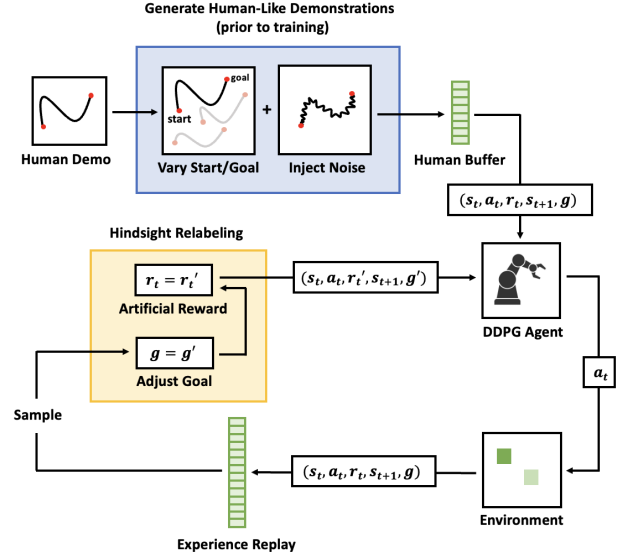 Generate Human-Like Demonstrations
(prior to training)
goal
start
+
Human Demo
Vary Start/Goal
Inject Noise
Human Buffer
(s_t, a_t, r_t, s_{t+1}, g)
Hindsight Relabeling
r_t = r_t'
Artificial Reward
(s_t, a_t, r_t', s_{t+1}, g')
DDPG Agent
g = g'
Adjust Goal
a_t
Sample
(s_t, a_t, r_t, s_{t+1}, g)
Environment
Experience Replay